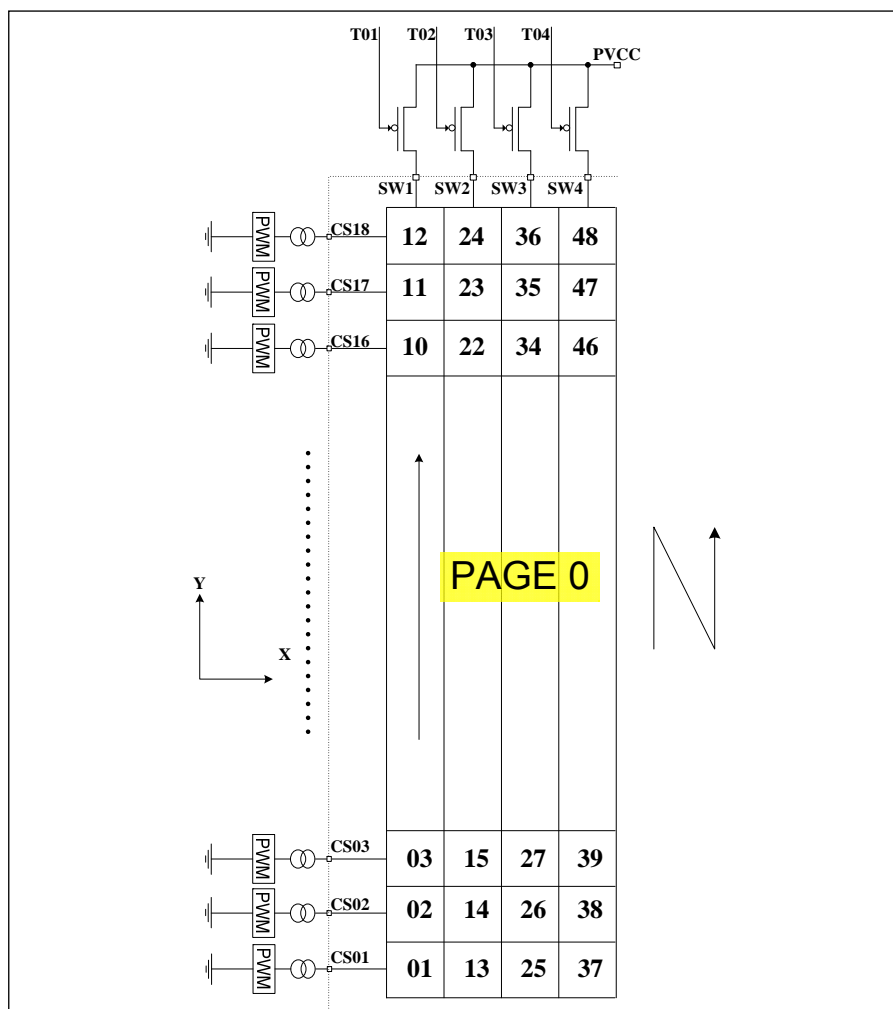 T01 T02 T03 T04
PVCC
SW1 SW2 SW3 SW4
PWM CS18 12 24 36 48
PWM CS17 11 23 35 47
PWM CS16 10 22 34 46
PAGE 0
Y
X
PWM CS03 03 15 27 39
PWM CS02 02 14 26 38
PWM CS01 01 13 25 37